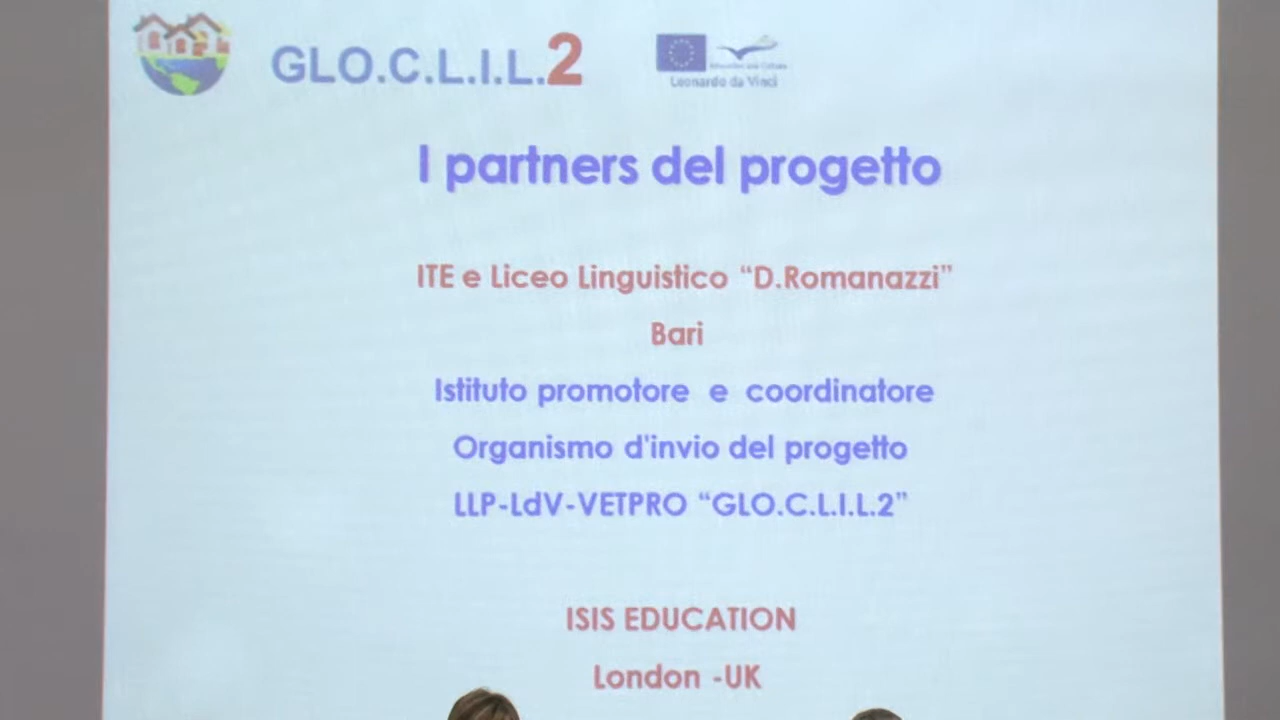 GLO.C.L.I.L.2
Leonardo da Vinci
I partners del progetto
ITE e Liceo Linguistico “D.Romanazzi”
Bari
Istituto promotore e coordinatore
Organismo d'invio del progetto
LLP-LdV-VETPRO “GLO.C.L.I.L.2”
ISIS EDUCATION
London -UK